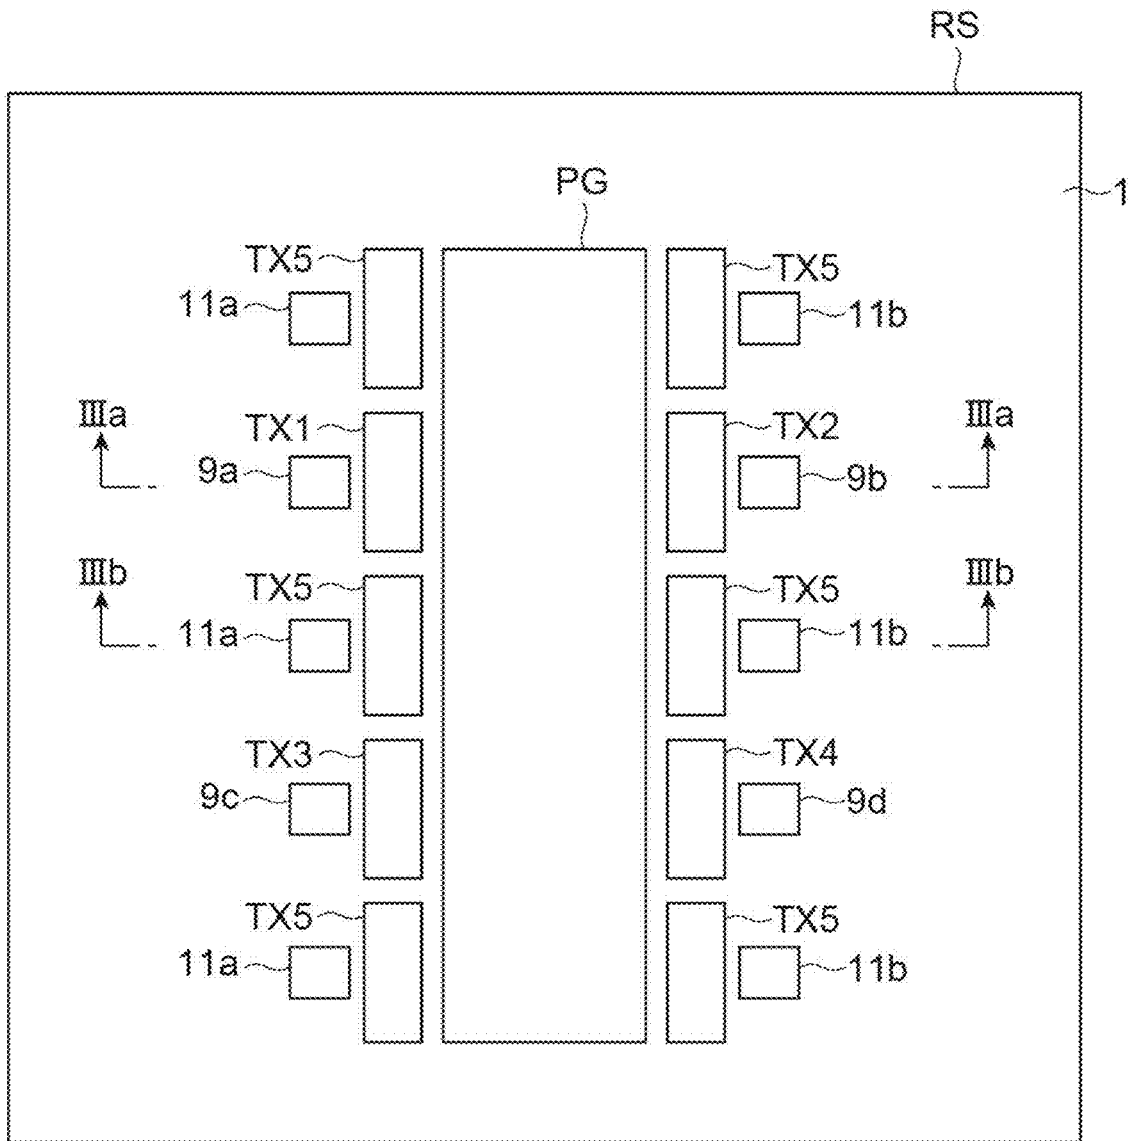 RS
1
PG
TX5 TX5
11a 11b
Ⅲa TX1 TX2 Ⅲa
9a 9b
Ⅲb TX5 TX5 Ⅲb
11a 11b
TX3 TX4
9c 9d
TX5 TX5
11a 11b